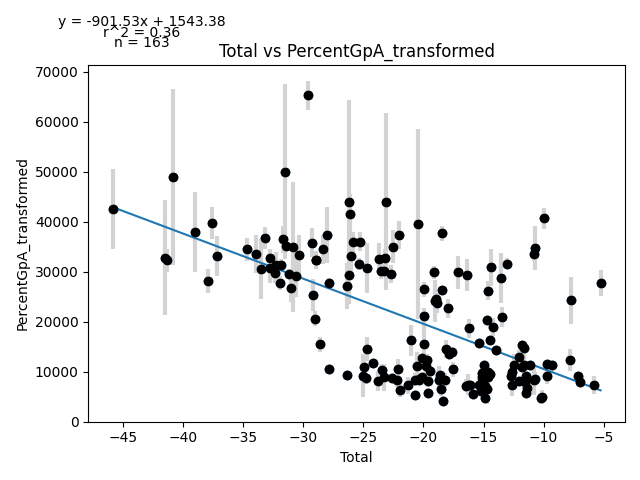 y = -901.53x + 1543.38
r^2 = 0.36
n = 163
Total vs PercentGpA_transformed
70000
60000
50000
40000
30000
20000
10000
0
PercentGpA_transformed
−45 −40 −35 −30 −25 −20 −15 −10 −5
Total